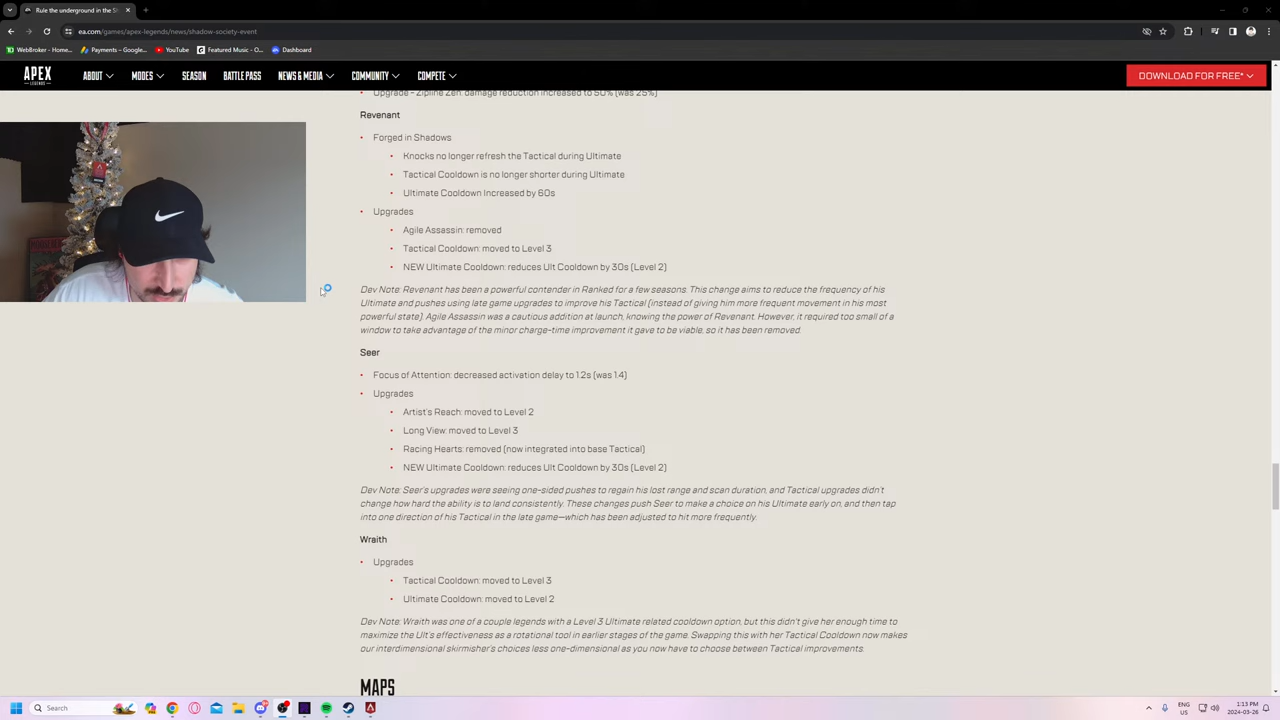 Rule the underground in the Sh
ea.com/games/apex-legends/news/shadow-society-event
WebBroker - Home...
Payments – Google...
YouTube
Featured Music - O...
Dashboard
APEX
LEGENDS
ABOUT
MODES
SEASON
BATTLE PASS
NEWS & MEDIA
COMMUNITY
COMPETE
DOWNLOAD FOR FREE*
Upgrade – Zipline Zen: damage reduction increased to 50% (was 25%)
Revenant
Forged in Shadows
Knocks no longer refresh the Tactical during Ultimate
Tactical Cooldown is no longer shorter during Ultimate
Ultimate Cooldown Increased by 60s
Upgrades
Agile Assassin: removed
Tactical Cooldown: moved to Level 3
NEW Ultimate Cooldown: reduces Ult Cooldown by 30s (Level 2)
Dev Note: Revenant has been a powerful contender in Ranked for a few seasons. This change aims to reduce the frequency of his
Ultimate and pushes using late game upgrades to improve his Tactical (instead of giving him more frequent movement in his most
powerful state). Agile Assassin was a cautious addition at launch, knowing the power of Revenant. However, it required too small of a
window to take advantage of the minor charge-time improvement it gave to be viable, so it has been removed.
Seer
Focus of Attention: decreased activation delay to 1.2s (was 1.4)
Upgrades
Artist's Reach: moved to Level 2
Long View: moved to Level 3
Racing Hearts: removed (now integrated into base Tactical)
NEW Ultimate Cooldown: reduces Ult Cooldown by 30s (Level 2)
Dev Note: Seer's upgrades were seeing one-sided pushes to regain his lost range and scan duration, and Tactical upgrades didn't
change how hard the ability is to land consistently. These changes push Seer to make a choice on his Ultimate early on, and then tap
into one direction of his Tactical in the late game—which has been adjusted to hit more frequently.
Wraith
Upgrades
Tactical Cooldown: moved to Level 3
Ultimate Cooldown: moved to Level 2
Dev Note: Wraith was one of a couple legends with a Level 3 Ultimate related cooldown option, but this didn't give her enough time to
maximize the Ult's effectiveness as a rotational tool in earlier stages of the game. Swapping this with her Tactical Cooldown now makes
our interdimensional skirmisher's choices less one-dimensional as you now have to choose between Tactical improvements.
MAPS
Search
ENG
US
1:13 PM
2024-03-26